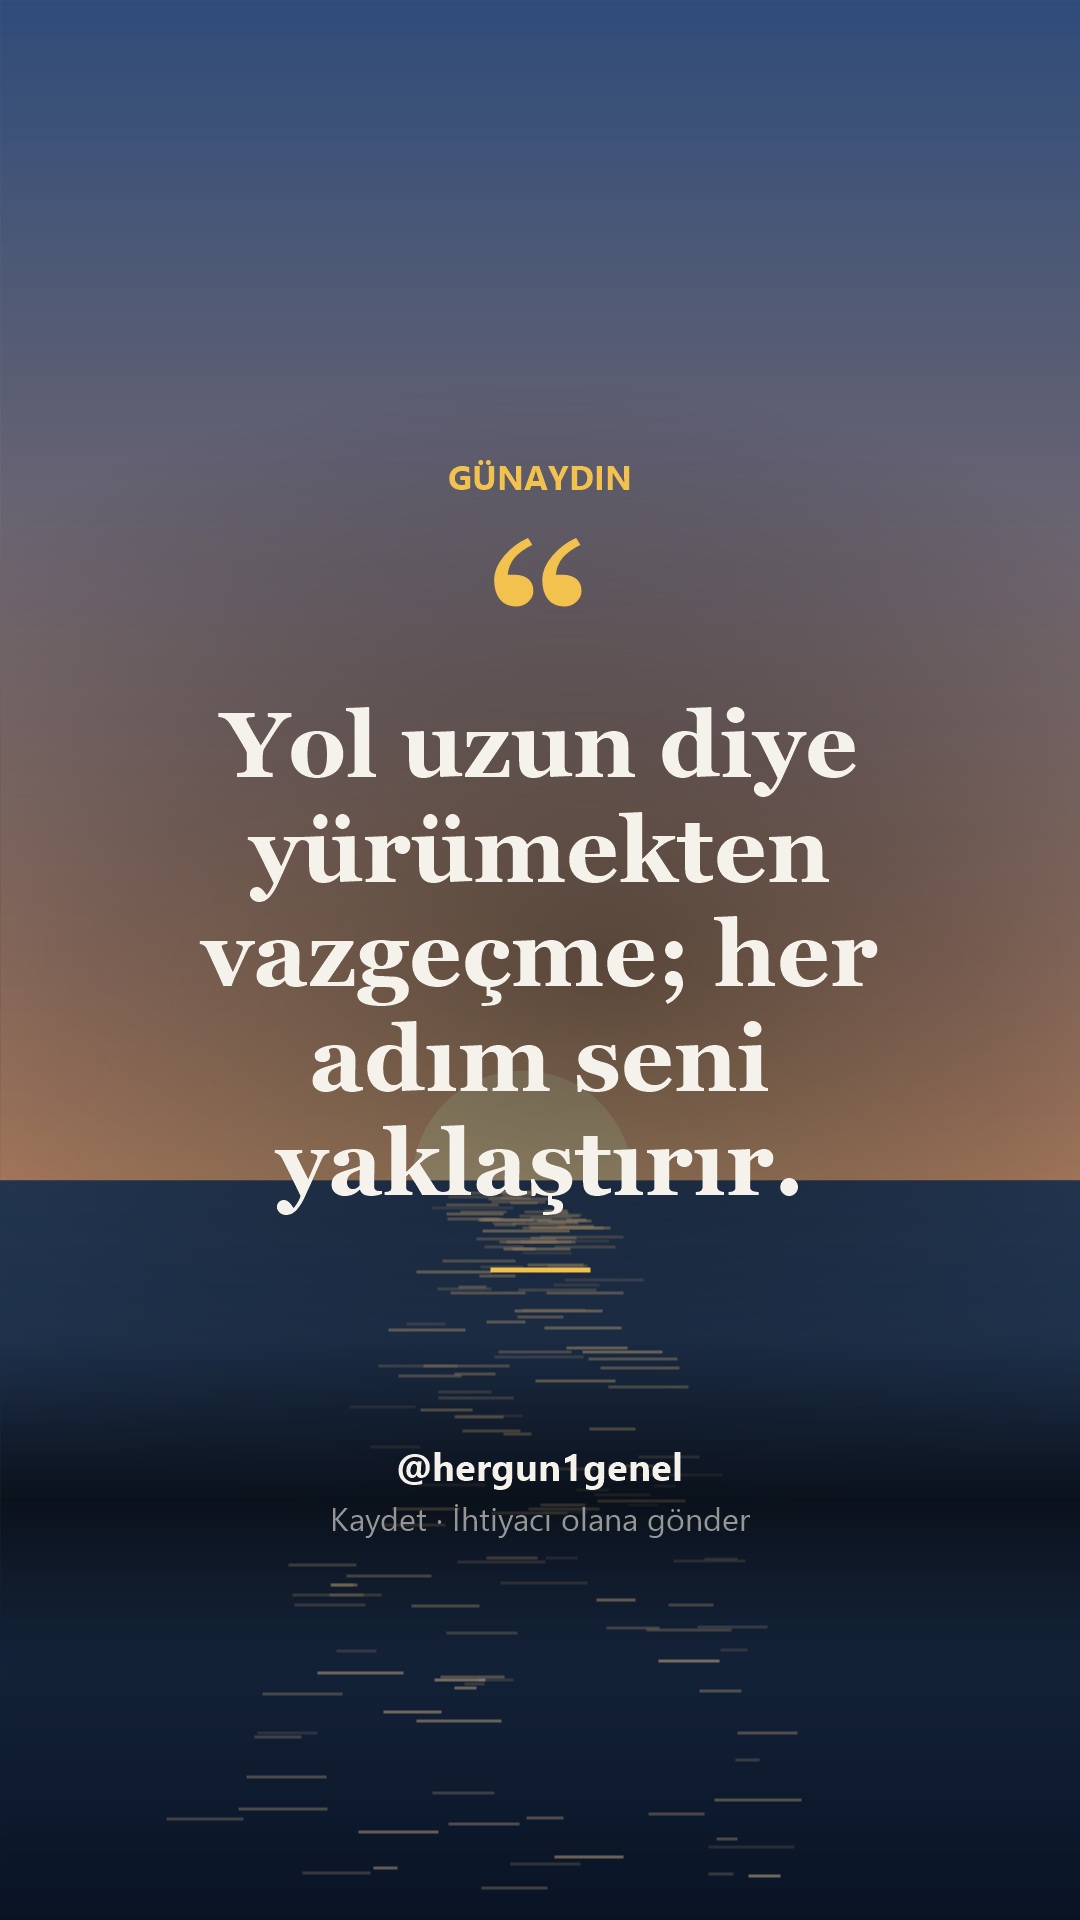 GÜNAYDIN
“
Yol uzun diye
yürümekten
vazgeçme; her
adım seni
yaklaştırır.
@hergun1genel
Kaydet · İhtiyacı olana gönder